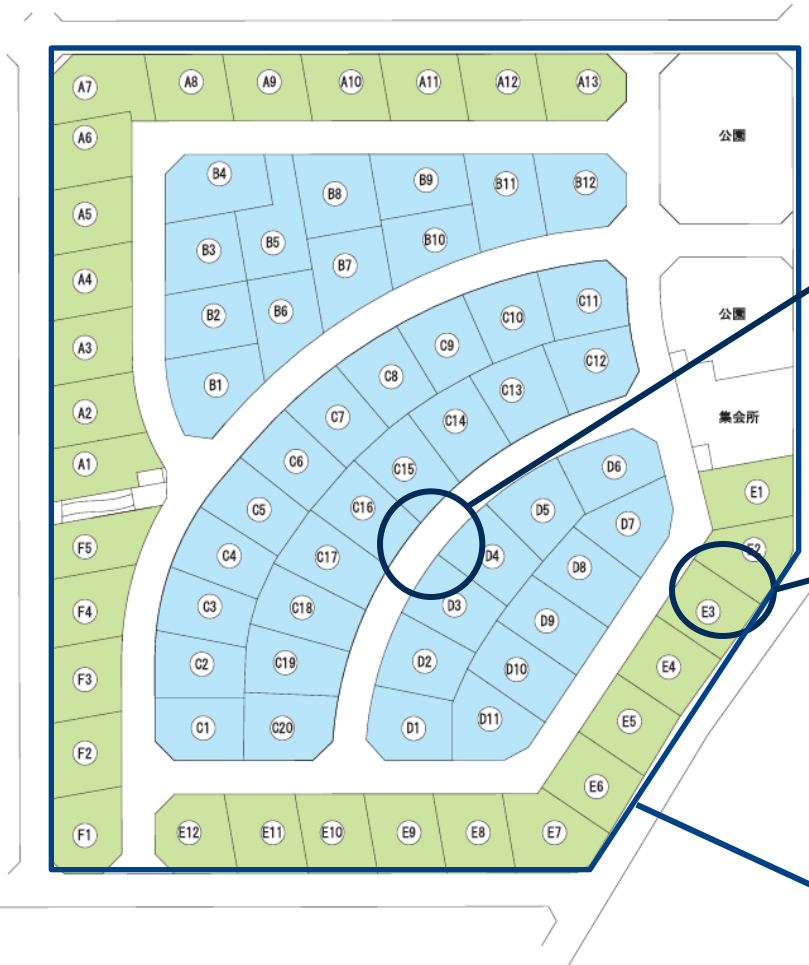 A7
A8
A9
A10
A11
A12
A13
公園
A6
B4
B8
B9
B11
B12
A5
B3
B5
B7
B10
A4
B2
B6
C10
C11
公園
A3
B1
C8
C9
C12
A2
C7
C14
C13
集会所
A1
C6
C15
D6
E1
F5
C5
C16
D5
D7
E2
F4
C4
C17
D4
D8
C3
C18
D3
D9
E3
F3
C2
C19
D2
D10
E4
F2
C1
C20
D1
D11
E5
E6
F1
E12
E11
E10
E9
E8
E7